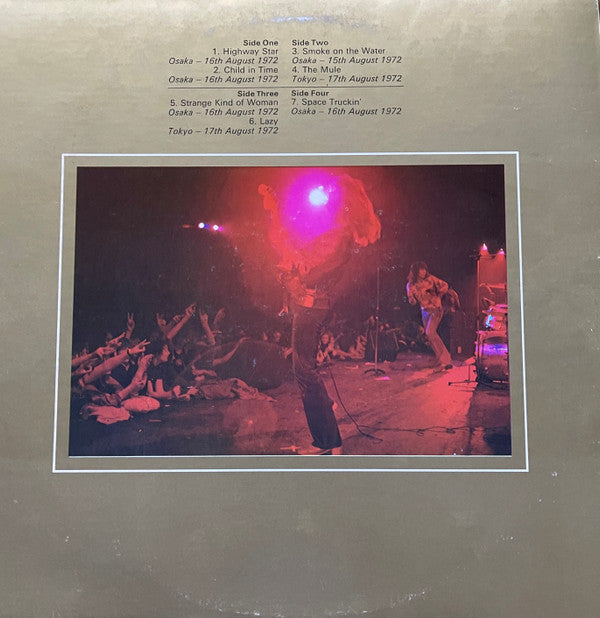 Side One
1. Highway Star
Osaka – 16th August 1972
2. Child in Time
Osaka – 16th August 1972
Side Two
3. Smoke on the Water
Osaka – 15th August 1972
4. The Mule
Tokyo – 17th August 1972
Side Three
5. Strange Kind of Woman
Osaka – 16th August 1972
6. Lazy
Tokyo – 17th August 1972
Side Four
7. Space Truckin'
Osaka – 16th August 1972